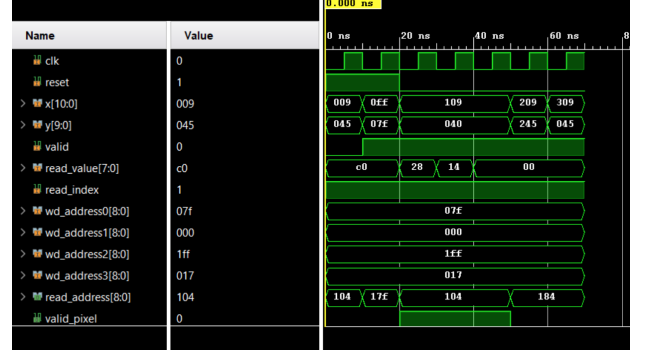 0.000 ns
Name Value 0 ns 20 ns 40 ns 60 ns 8
clk 0
reset 1
x[10:0] 009 009 0ff 109 209 309
y[9:0] 045 045 07f 040 245 045
valid 0
read_value[7:0] c0 c0 28 14 00
read_index 1
wd_address0[8:0] 07f 07f
wd_address1[8:0] 000 000
wd_address2[8:0] 1ff 1ff
wd_address3[8:0] 017 017
read_address[8:0] 104 104 17f 104 184
valid_pixel 0